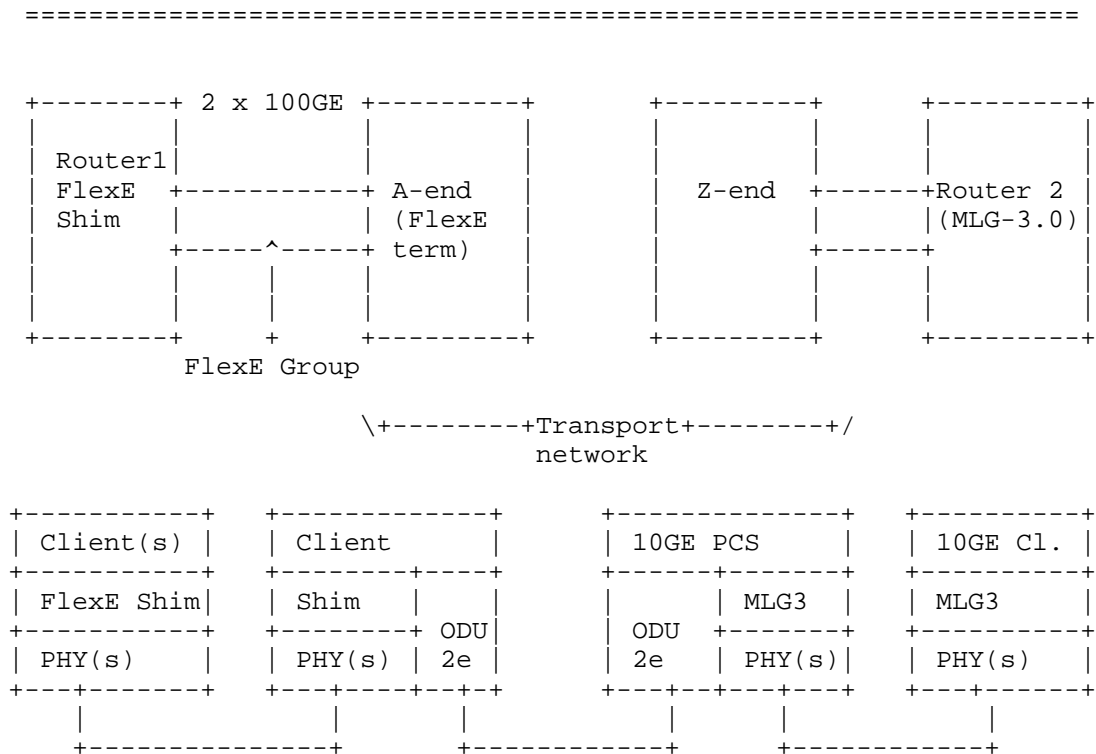 ====================================================================
+--------+ 2 x 100GE +---------+ +---------+ +---------+
| | | | | | | |
| Router1| | | | | | |
| FlexE +-----------+ A-end | | Z-end +------+Router 2 |
| Shim | | (FlexE | | | |(MLG-3.0)|
| +-----^-----+ term) | | +------+ |
| | | | | | | | |
| | | | | | | | |
+--------+ + +---------+ +---------+ +---------+
FlexE Group
\+--------+Transport+--------+/
network
+-----------+ +-------------+ +---------------+ +----------+
| Client(s) | | Client | | 10GE PCS | | 10GE Cl. |
+-----------+ +--------+----+ +------+--------+ +----------+
| FlexE Shim| | Shim | | | | MLG3 | | MLG3 |
+-----------+ +--------+ ODU| | ODU +--------+ +----------+
| PHY(s) | | PHY(s) | 2e | | 2e | PHY(s)| | PHY(s) |
+---+-------+ +---+----+--+-+ +---+--+---+---+ +---+------+
| | | | | |
+---------------+ +------------+ +------------+